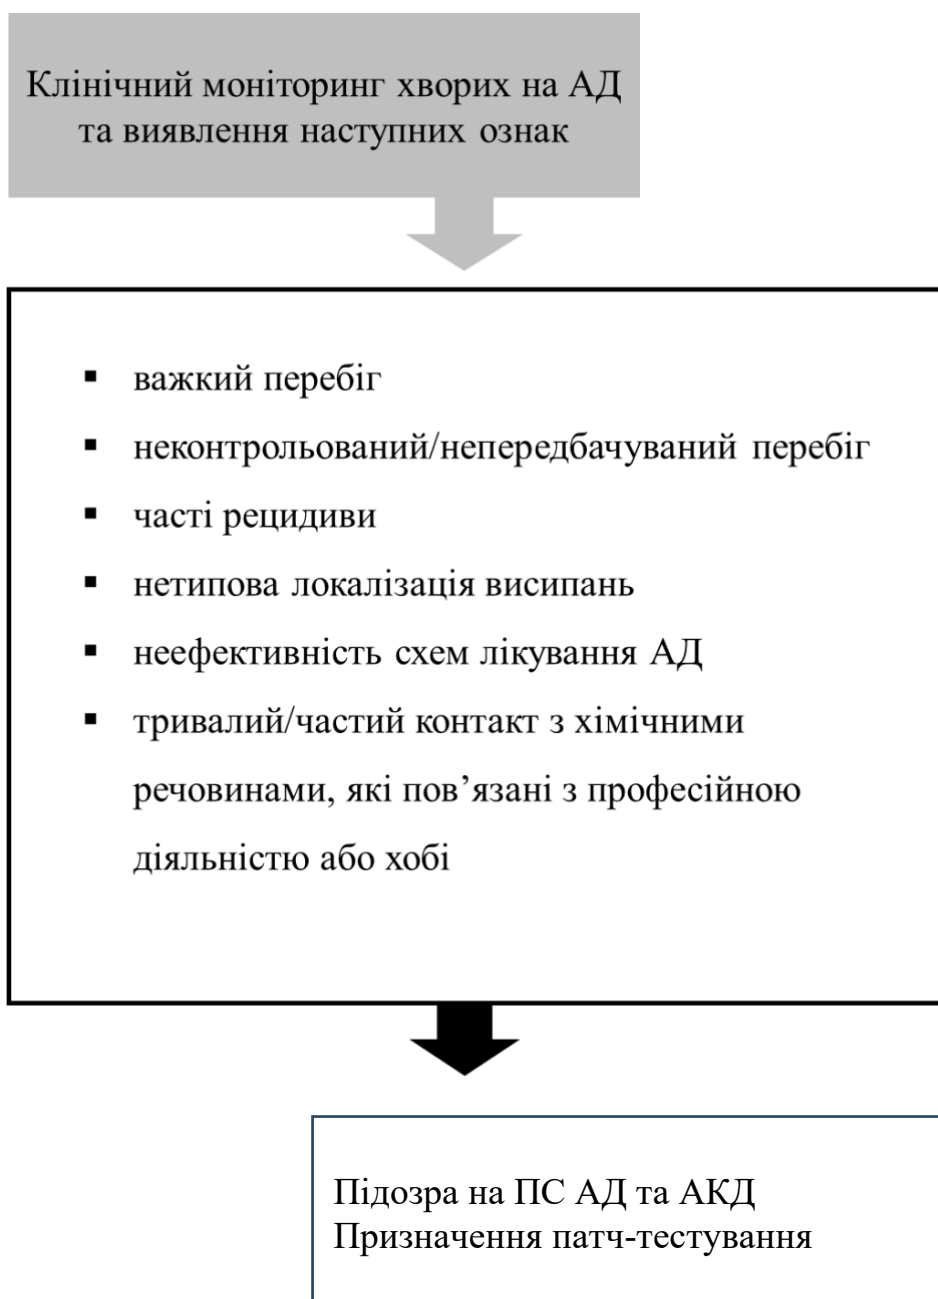 Клінічний моніторинг хворих на АД
та виявлення наступних ознак
▪ важкий перебіг
▪ неконтрольований/непередбачуваний перебіг
▪ часті рецидиви
▪ нетипова локалізація висипань
▪ неефективність схем лікування АД
▪ тривалий/частий контакт з хімічними
речовинами, які пов’язані з професійною
діяльністю або хобі
Підозра на ПС АД та АКД
Призначення патч-тестування